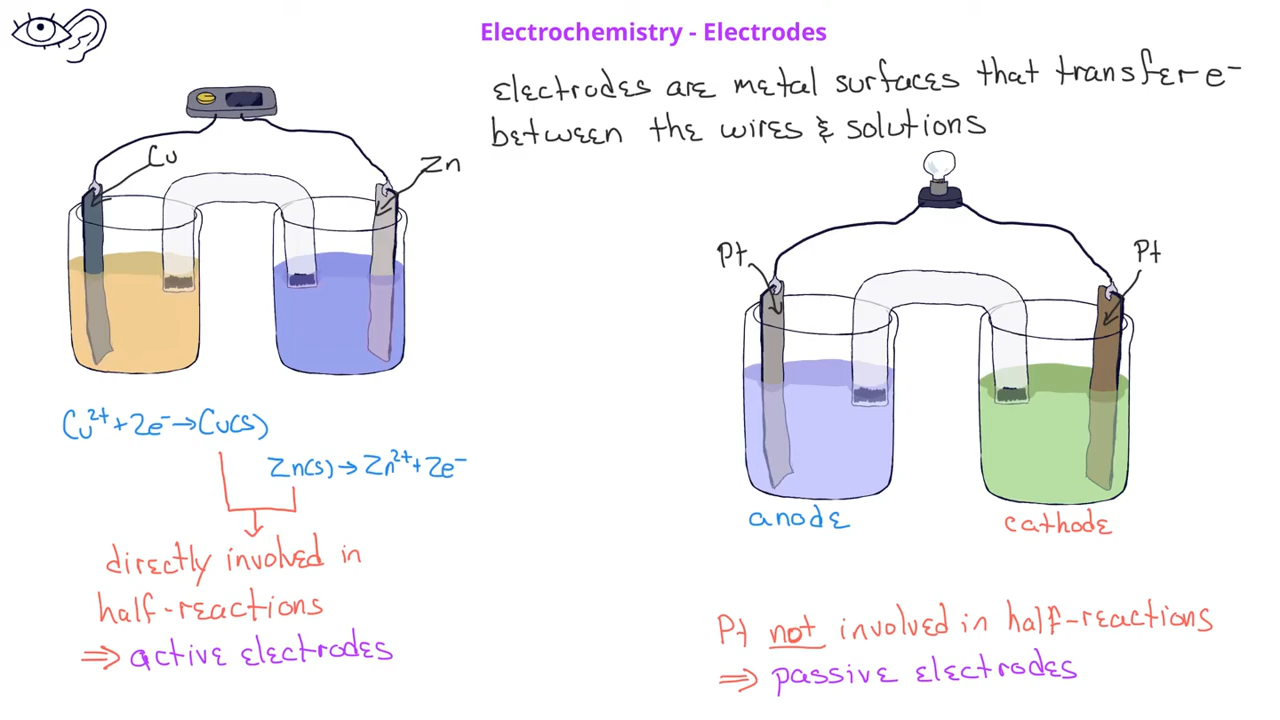 Electrochemistry - Electrodes
electrodes are metal surfaces that transfer e⁻
between the wires & solutions
Cu
Zn
Pt
Pt
Cu²⁺ + 2e⁻ → Cu(s)
Zn(s) → Zn²⁺ + 2e⁻
anode
cathode
directly involved in
half-reactions
⇒ active electrodes
Pt not involved in half-reactions
⇒ passive electrodes